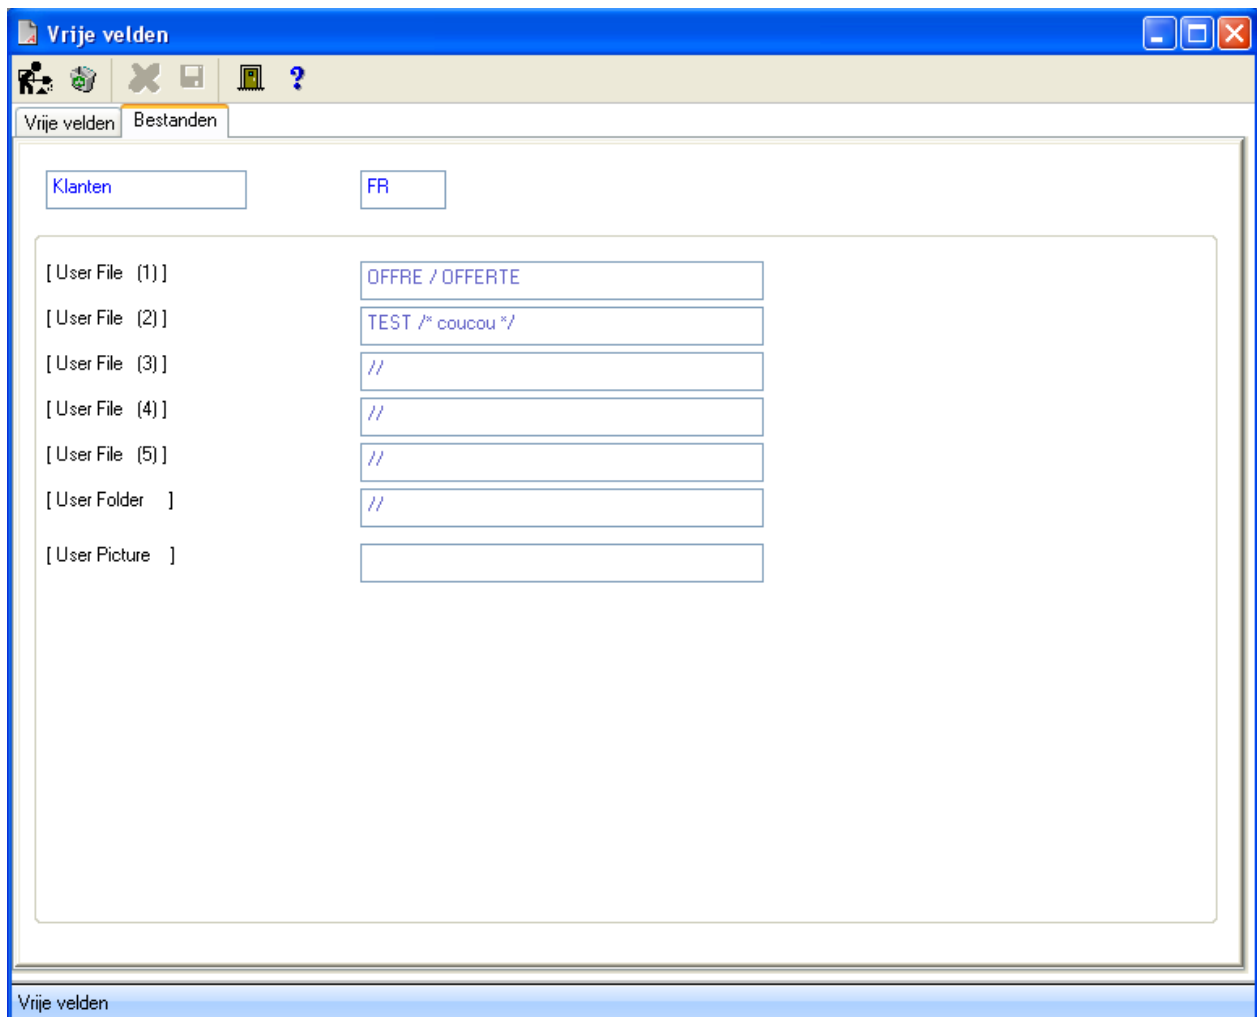 Vrije velden
?
Vrije velden Bestanden
Klanten FR
[ User File (1) ] OFFRE / OFFERTE
[ User File (2) ] TEST /* coucou */
[ User File (3) ] //
[ User File (4) ] //
[ User File (5) ] //
[ User Folder ] //
[ User Picture ]
Vrije velden